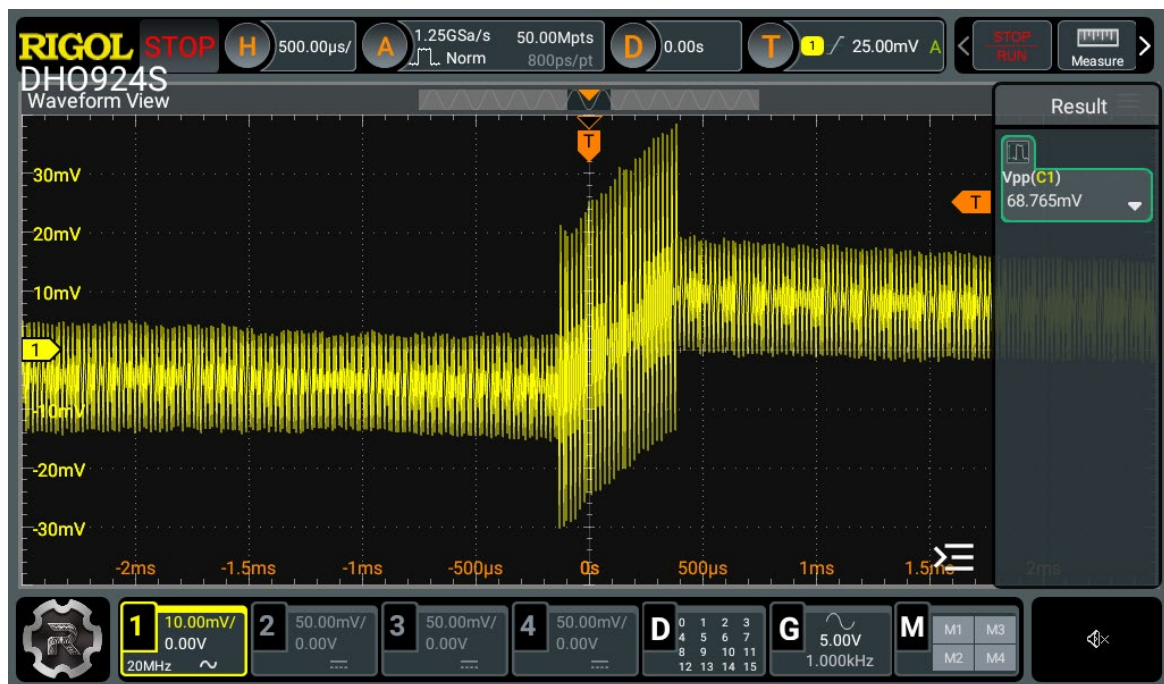 RIGOL STOP H 500.00μs/ A 1.25GSa/s 50.00Mpts D 0.00s T 1 25.00mV A < STOP Measure >
Norm 800ps/pt RUN
DHO924S
Waveform View
Result
T
Vpp(C1)
30mV
T
68.765mV
20mV
10mV
1
-10mV
-20mV
-30mV
-2ms -1.5ms -1ms -500μs 0s 500μs 1ms 1.5ms 2ms
1 10.00mV/ 2 50.00mV/ 3 50.00mV/ 4 50.00mV/ D 0 1 2 3 G 5.00V M M1 M3
0.00V 0.00V 0.00V 0.00V 4 5 6 7 1.000kHz M2 M4
20MHz 8 9 10 11
12 13 14 15
R